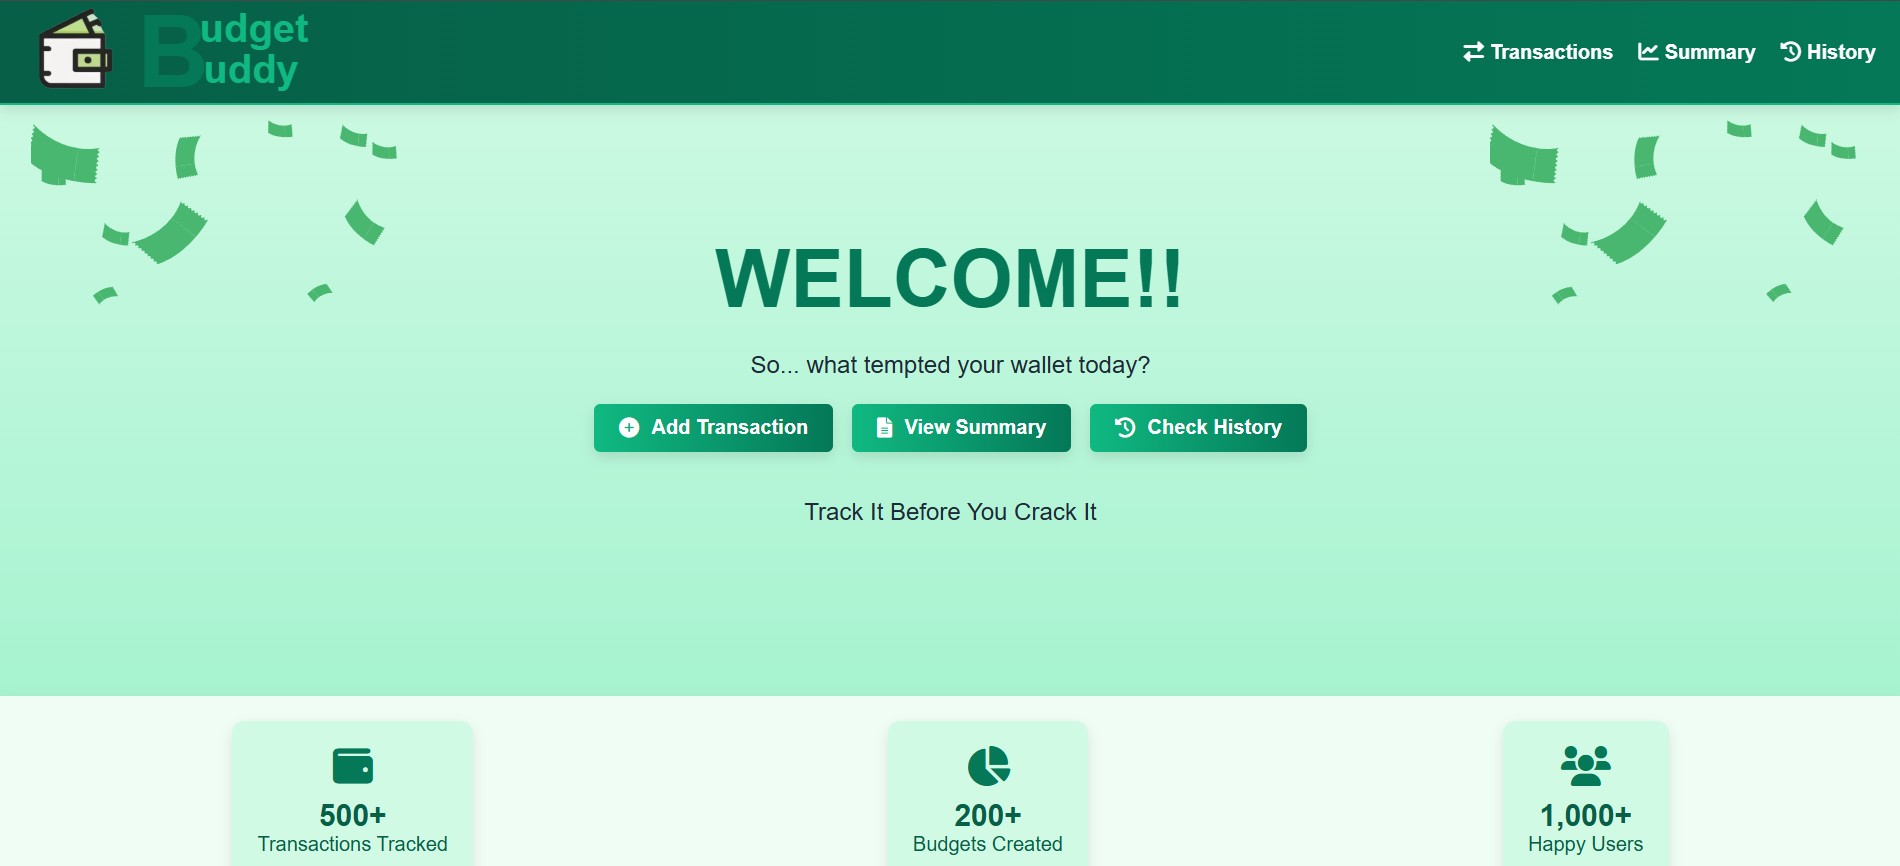 Budget
Buddy
Transactions
Summary
History
WELCOME!!
So... what tempted your wallet today?
Add Transaction
View Summary
Check History
Track It Before You Crack It
500+
Transactions Tracked
200+
Budgets Created
1,000+
Happy Users